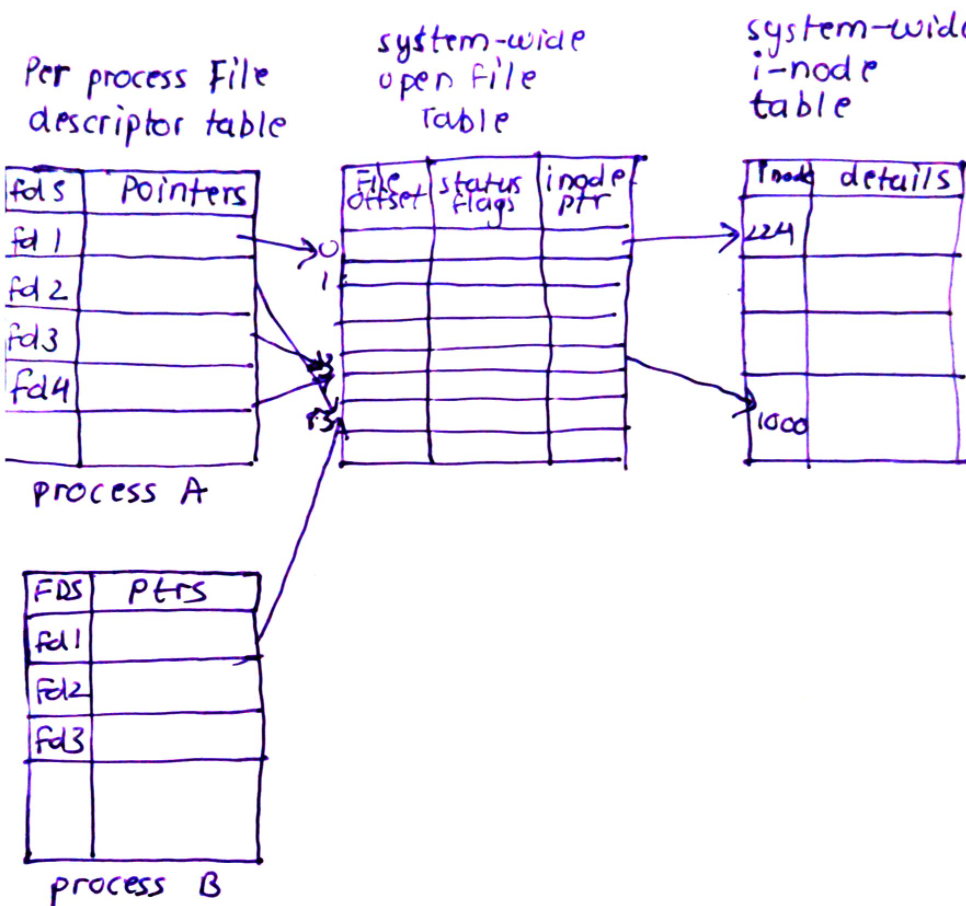 Per process File
descriptor table
system-wide
open File
Table
system-wide
i-node
table
fds Pointers
fd 1
fd 2
fd3
fd4
process A
File offset
status flags
inode ptr
0
1
Inode details
224
1000
FDS Ptrs
fd1
fd2
fd3
process B